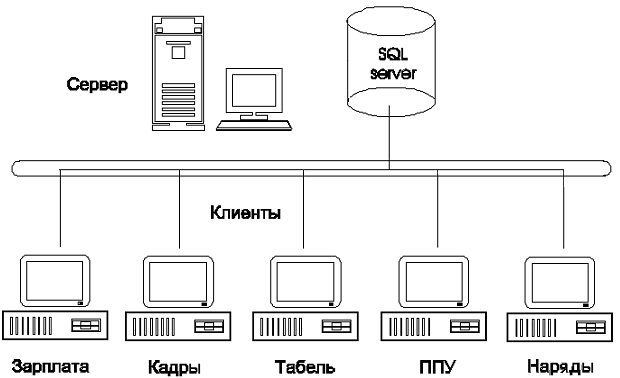 SQL
server
Сервер
Клиенты
Зарплата
Кадры
Табель
ППУ
Наряды